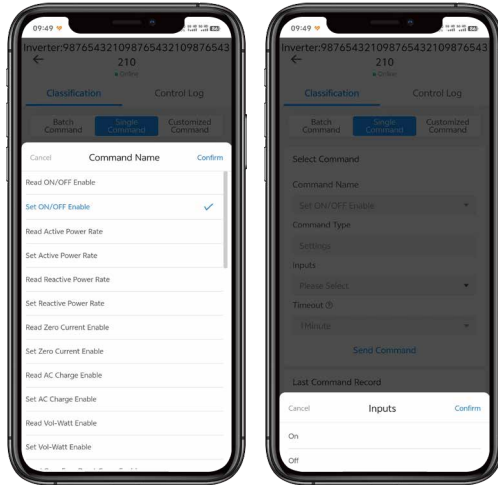 09:49
Inverter:987654321098765432109876543
210
Online
Classification
Control Log
Batch
Command
Single
Command
Customized
Command
Cancel
Command Name
Confirm
Read ON/OFF Enable
Set ON/OFF Enable
Read Active Power Rate
Set Active Power Rate
Read Reactive Power Rate
Set Reactive Power Rate
Read Zero Current Enable
Set Zero Current Enable
Read AC Charge Enable
Set AC Charge Enable
Read Vol-Watt Enable
Set Vol-Watt Enable
09:49
Inverter:987654321098765432109876543
210
Online
Classification
Control Log
Batch
Command
Single
Command
Customized
Command
Select Command
Command Name
Set ON/OFF Enable
Command Type
Settings
Inputs
Please Select
Timeout
1Minute
Send Command
Last Command Record
Cancel
Inputs
Confirm
On
Off